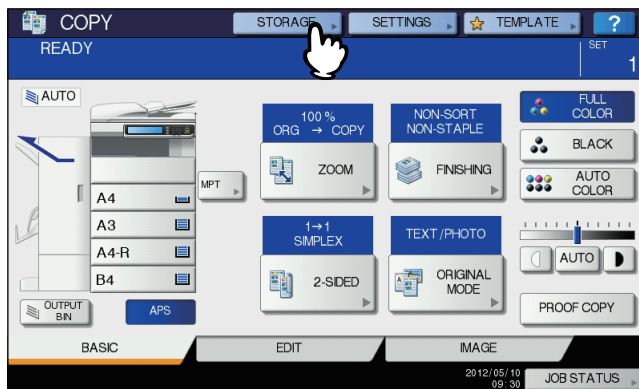 COPY
STORAGE
SETTINGS
TEMPLATE
?
READY
SET
1
AUTO
100 %
ORG → COPY
NON-SORT
NON-STAPLE
FULL
COLOR
ZOOM
FINISHING
BLACK
MPT
AUTO
COLOR
A4
A3
A4-R
B4
1→1
SIMPLEX
TEXT/PHOTO
2-SIDED
ORIGINAL
MODE
AUTO
OUTPUT
BIN
APS
PROOF COPY
BASIC
EDIT
IMAGE
2012/05/10
09:30
JOB STATUS